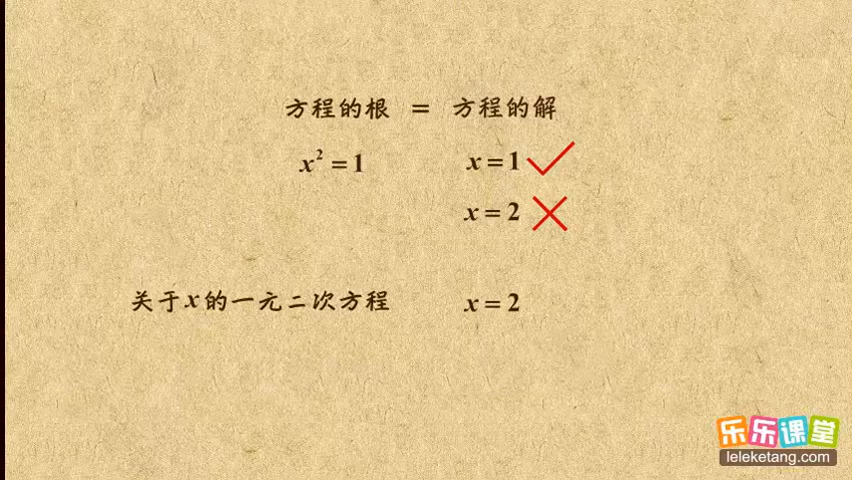 方程的根 = 方程的解
x² = 1 x = 1
x = 2
关于x的一元二次方程 x = 2
乐乐课堂
leleketang.com